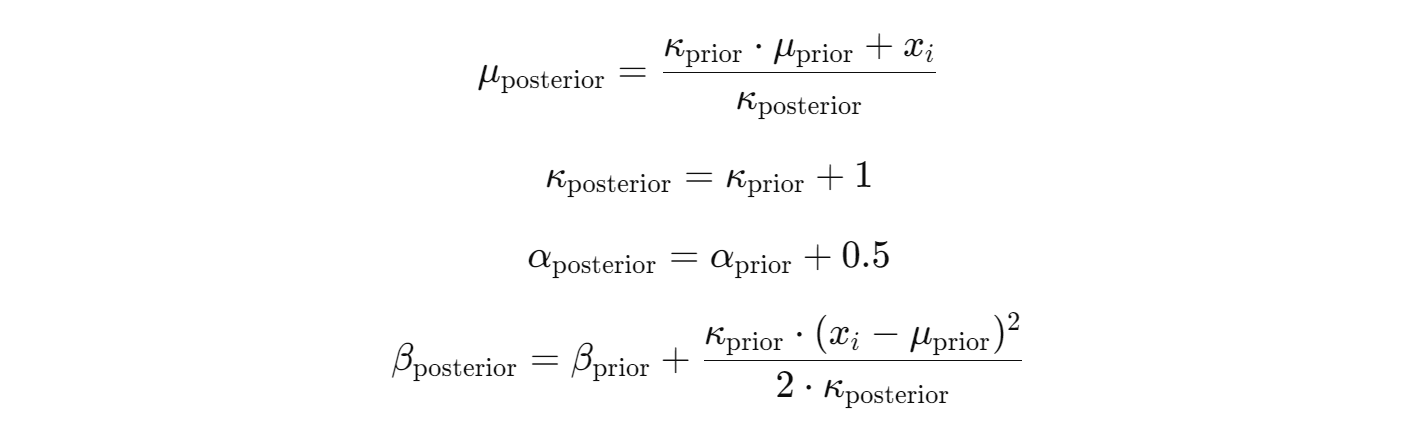 μ_posterior = (κ_prior · μ_prior + x_i) / κ_posterior
κ_posterior = κ_prior + 1
α_posterior = α_prior + 0.5
β_posterior = β_prior + (κ_prior · (x_i − μ_prior)²) / (2 · κ_posterior)